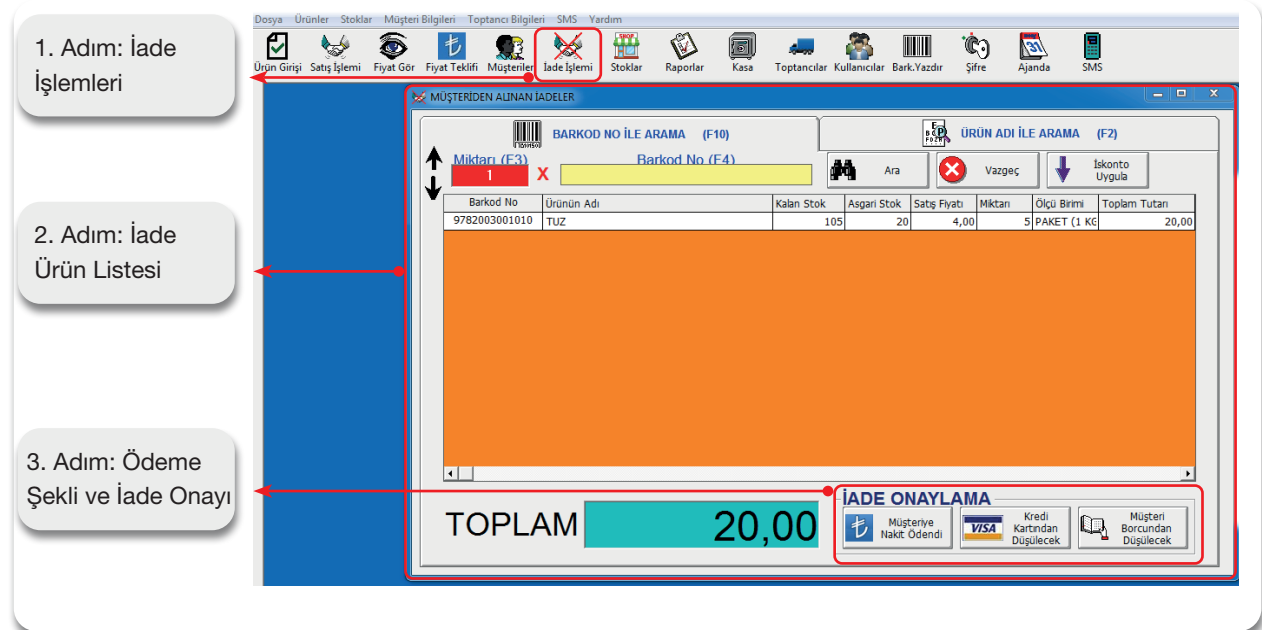 Dosya Ürünler Stoklar Müşteri Bilgileri Toptancı Bilgileri SMS Yardım
Ürün Girişi Satış İşlemi Fiyat Gör Fiyat Teklifi Müşteriler İade İşlemi Stoklar Raporlar Kasa Toptancılar Kullanıcılar Bark.Yazdır Şifre Ajanda SMS
1. Adım: İade
İşlemleri
MÜŞTERİDEN ALINAN İADELER
BARKOD NO İLE ARAMA (F10)
ÜRÜN ADI İLE ARAMA (F2)
Miktarı (F3) Barkod No (F4)
1 X
Ara
Vazgeç
İskonto
Uygula
Barkod No Ürünün Adı Kalan Stok Asgari Stok Satış Fiyatı Miktarı Ölçü Birimi Toplam Tutarı
9782003001010 TUZ 105 20 4,00 5 PAKET (1 KG 20,00
2. Adım: İade
Ürün Listesi
3. Adım: Ödeme
Şekli ve İade Onayı
TOPLAM 20,00
İADE ONAYLAMA
Müşteriye
Nakit Ödendi
VISA
Kredi
Kartından
Düşülecek
Müşteri
Borcundan
Düşülecek